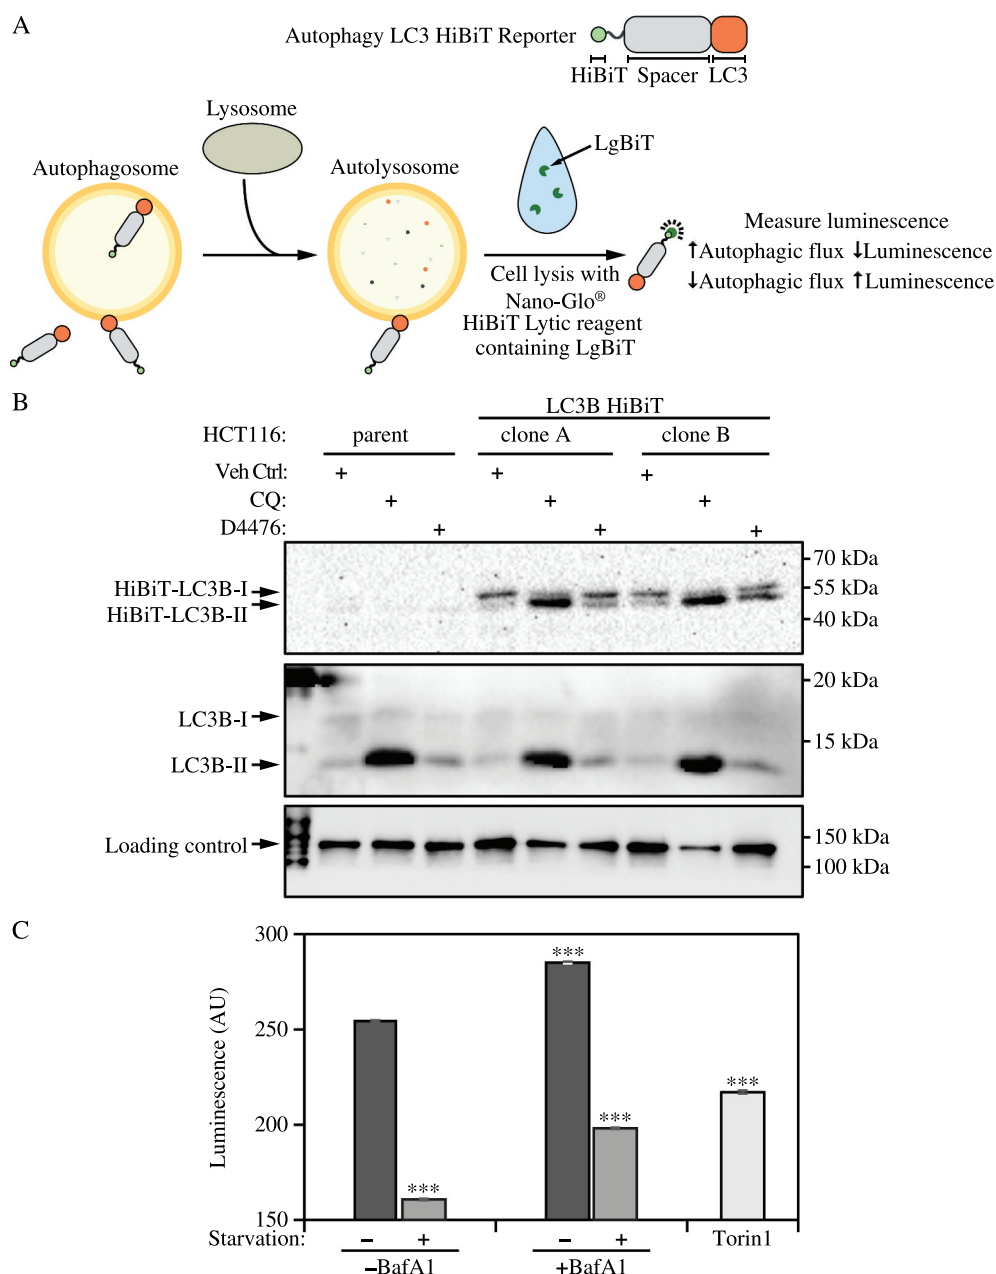 A
Autophagy LC3 HiBiT Reporter
HiBiT Spacer LC3
Lysosome
LgBiT
Autophagosome
Autolysosome
Measure luminescence
↑Autophagic flux ↓Luminescence
↓Autophagic flux ↑Luminescence
Cell lysis with
Nano-Glo®
HiBiT Lytic reagent
containing LgBiT
B
LC3B HiBiT
HCT116: parent clone A clone B
Veh Ctrl: + + +
CQ: + + +
D4476: + + +
70 kDa
HiBiT-LC3B-I
55 kDa
HiBiT-LC3B-II
40 kDa
20 kDa
LC3B-I
15 kDa
LC3B-II
150 kDa
Loading control
100 kDa
C
300
***
250
Luminescence (AU)
***
200
***
***
150
Starvation: – + – + Torin1
–BafA1 +BafA1